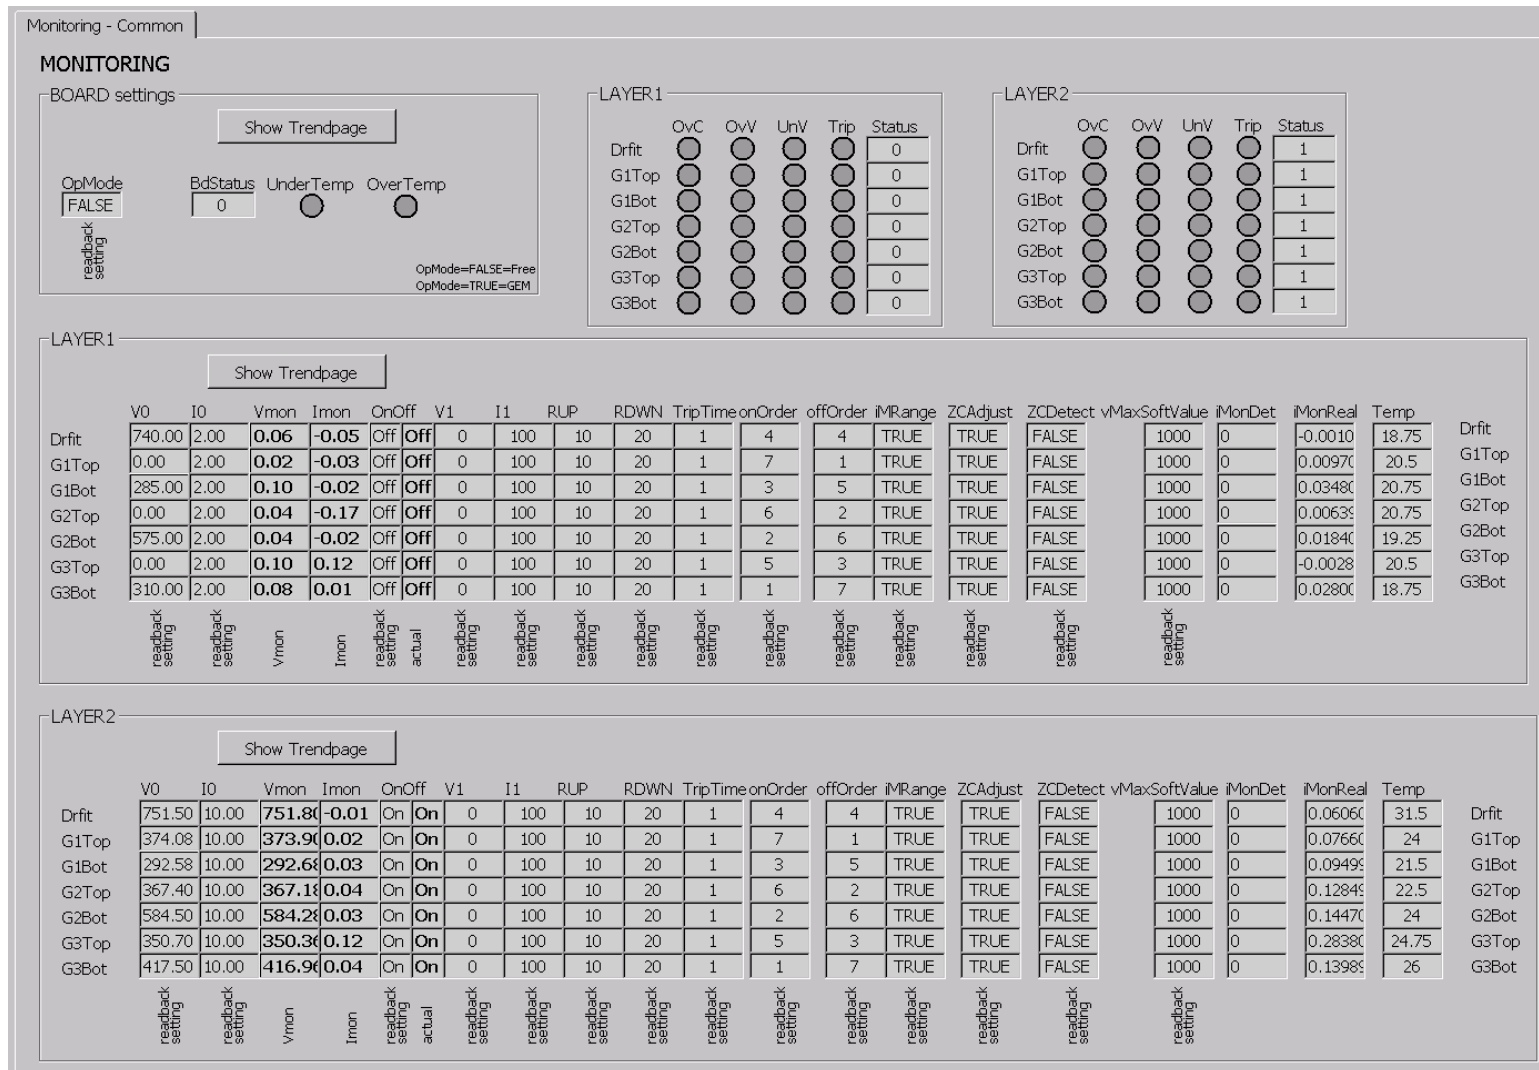 Monitoring - Common
MONITORING
BOARD settings
Show Trendpage
OpMode BdStatus UnderTemp OverTemp
FALSE 0
readback setting
OpMode=FALSE=Free
OpMode=TRUE=GEM
LAYER1
OvC OvV UnV Trip Status
Drfit 0
G1Top 0
G1Bot 0
G2Top 0
G2Bot 0
G3Top 0
G3Bot 0
LAYER2
OvC OvV UnV Trip Status
Drfit 1
G1Top 1
G1Bot 1
G2Top 1
G2Bot 1
G3Top 1
G3Bot 1
LAYER1
Show Trendpage
V0 I0 Vmon Imon OnOff V1 I1 RUP RDWN TripTime onOrder offOrder iMRange ZCAdjust ZCDetect vMaxSoftValue iMonDet iMonReal Temp
Drfit 740.00 2.00 0.06 -0.05 Off Off 0 100 10 20 1 4 4 TRUE TRUE FALSE 1000 0 -0.0010 18.75 Drfit
G1Top 0.00 2.00 0.02 -0.03 Off Off 0 100 10 20 1 7 1 TRUE TRUE FALSE 1000 0 0.00970 20.5 G1Top
G1Bot 285.00 2.00 0.10 -0.02 Off Off 0 100 10 20 1 3 5 TRUE TRUE FALSE 1000 0 0.03480 20.75 G1Bot
G2Top 0.00 2.00 0.04 -0.17 Off Off 0 100 10 20 1 6 2 TRUE TRUE FALSE 1000 0 0.00639 20.75 G2Top
G2Bot 575.00 2.00 0.04 -0.02 Off Off 0 100 10 20 1 2 6 TRUE TRUE FALSE 1000 0 0.01840 19.25 G2Bot
G3Top 0.00 2.00 0.10 0.12 Off Off 0 100 10 20 1 5 3 TRUE TRUE FALSE 1000 0 -0.0028 20.5 G3Top
G3Bot 310.00 2.00 0.08 0.01 Off Off 0 100 10 20 1 1 7 TRUE TRUE FALSE 1000 0 0.02800 18.75 G3Bot
readback setting readback setting Vmon Imon readback setting actual readback setting readback setting readback setting readback setting readback setting readback setting readback setting readback setting readback setting readback setting readback setting
LAYER2
Show Trendpage
V0 I0 Vmon Imon OnOff V1 I1 RUP RDWN TripTime onOrder offOrder iMRange ZCAdjust ZCDetect vMaxSoftValue iMonDet iMonReal Temp
Drfit 751.50 10.00 751.80 -0.01 On On 0 100 10 20 1 4 4 TRUE TRUE FALSE 1000 0 0.06060 31.5 Drfit
G1Top 374.08 10.00 373.90 0.02 On On 0 100 10 20 1 7 1 TRUE TRUE FALSE 1000 0 0.07660 24 G1Top
G1Bot 292.58 10.00 292.68 0.03 On On 0 100 10 20 1 3 5 TRUE TRUE FALSE 1000 0 0.09499 21.5 G1Bot
G2Top 367.40 10.00 367.18 0.04 On On 0 100 10 20 1 6 2 TRUE TRUE FALSE 1000 0 0.12849 22.5 G2Top
G2Bot 584.50 10.00 584.28 0.03 On On 0 100 10 20 1 2 6 TRUE TRUE FALSE 1000 0 0.14470 24 G2Bot
G3Top 350.70 10.00 350.36 0.12 On On 0 100 10 20 1 5 3 TRUE TRUE FALSE 1000 0 0.28380 24.75 G3Top
G3Bot 417.50 10.00 416.96 0.04 On On 0 100 10 20 1 1 7 TRUE TRUE FALSE 1000 0 0.13989 26 G3Bot
readback setting readback setting Vmon Imon readback setting actual readback setting readback setting readback setting readback setting readback setting readback setting readback setting readback setting readback setting readback setting readback setting